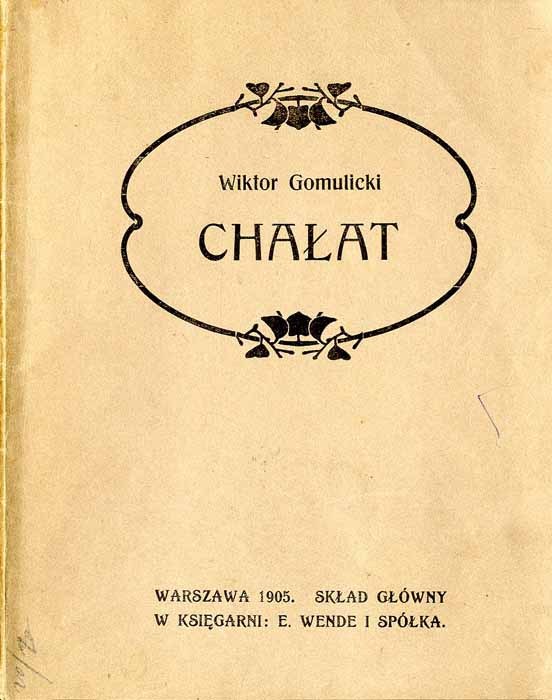 Wiktor Gomulicki
CHAŁAT
WARSZAWA 1905. SKŁAD GŁÓWNY
W KSIĘGARNI: E. WENDE I SPÓŁKA.